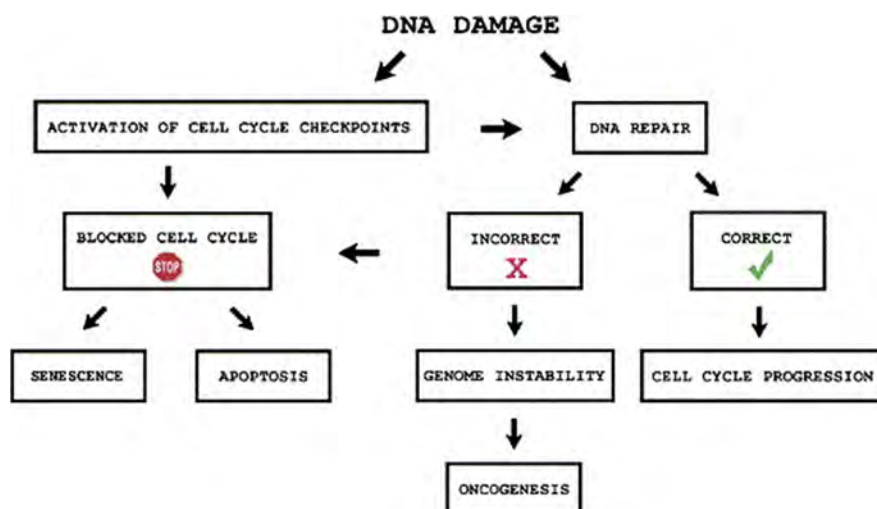 DNA DAMAGE
ACTIVATION OF CELL CYCLE CHECKPOINTS
DNA REPAIR
BLOCKED CELL CYCLE
STOP
INCORRECT
X
CORRECT
SENESCENCE
APOPTOSIS
GENOME INSTABILITY
CELL CYCLE PROGRESSION
ONCOGENESIS